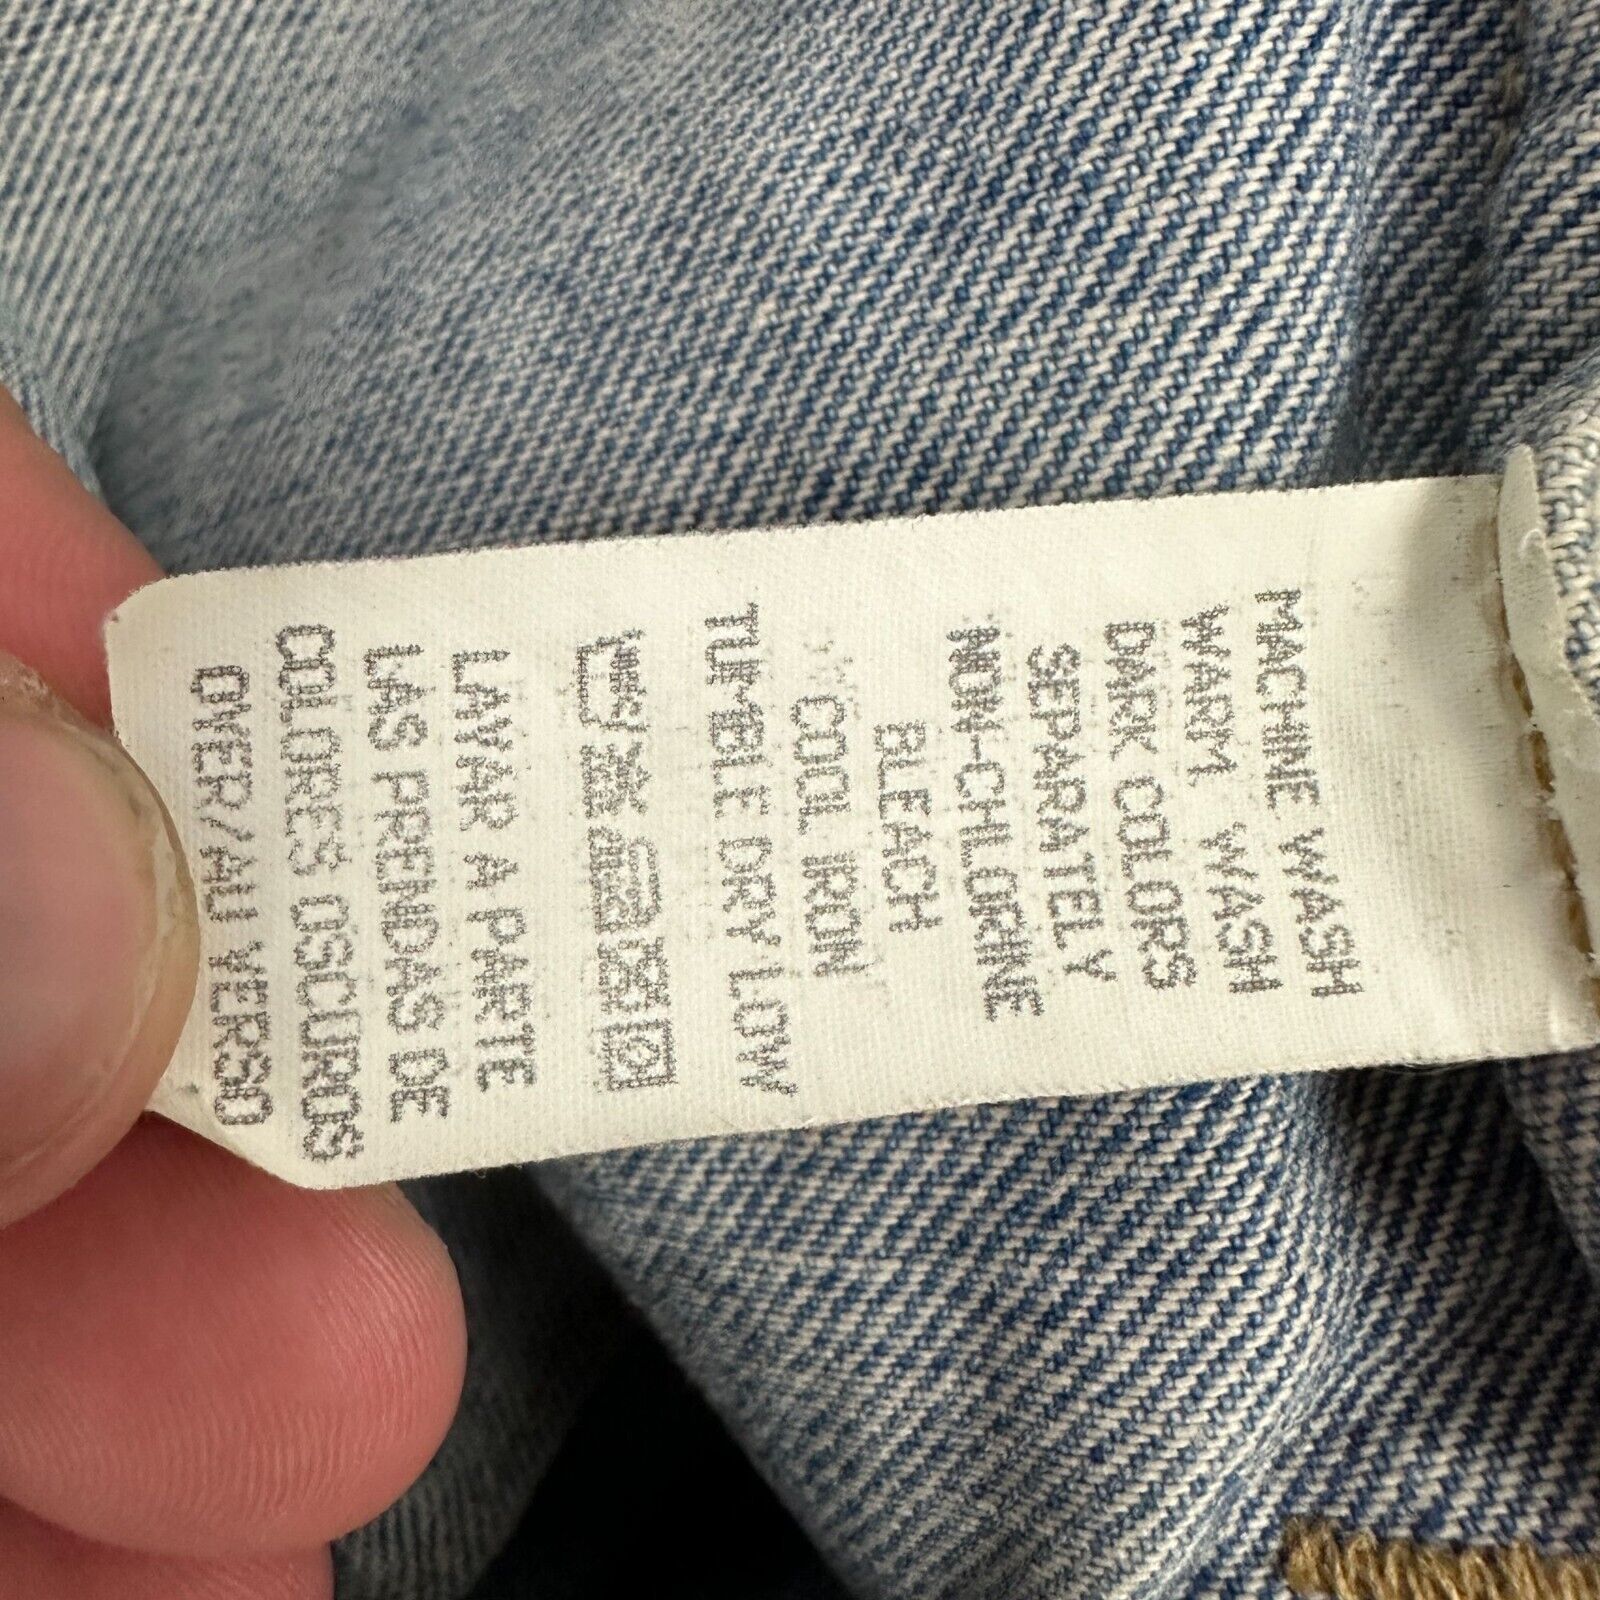 MACHINE WASH
WARM WASH
DARK COLORS
SEPARATELY
NON-CHLORINE
BLEACH
COOL IRON
TUMBLE DRY LOW
LAVAR A PARTE
LAS PRENDAS DE
COLORES OSCUROS
OVER/AU VERSO